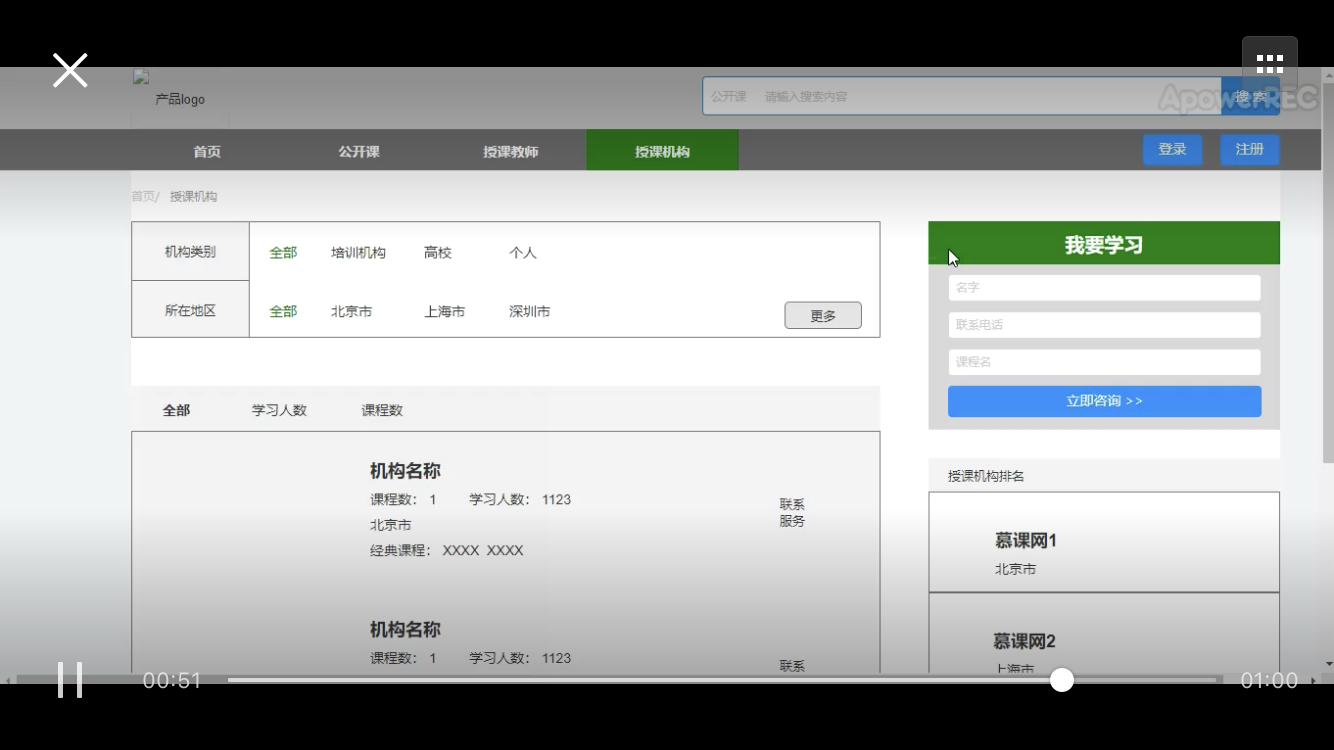 产品logo
公开课 请输入搜索内容
搜 索
ApowerREC
首页 公开课 授课教师 授课机构 登录 注册
首页/ 授课机构
机构类别 全部 培训机构 高校 个人
所在地区 全部 北京市 上海市 深圳市 更多
我要学习
名字
联系电话
课程名
立即咨询 >>
全部 学习人数 课程数
机构名称
课程数: 1 学习人数: 1123
北京市
经典课程: XXXX XXXX
联系
服务
机构名称
课程数: 1 学习人数: 1123
联系
授课机构排名
慕课网1
北京市
慕课网2
上海市
00:51 01:00